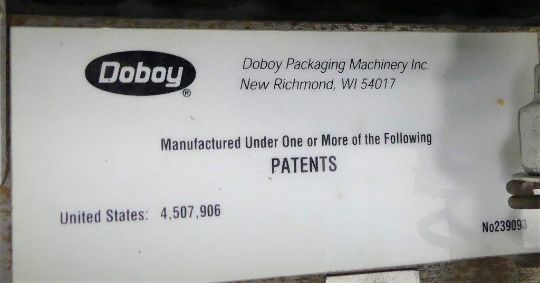 Doboy®
Doboy Packaging Machinery Inc.
New Richmond, WI 54017
Manufactured Under One or More of the Following
PATENTS
United States: 4,507,906
No239093